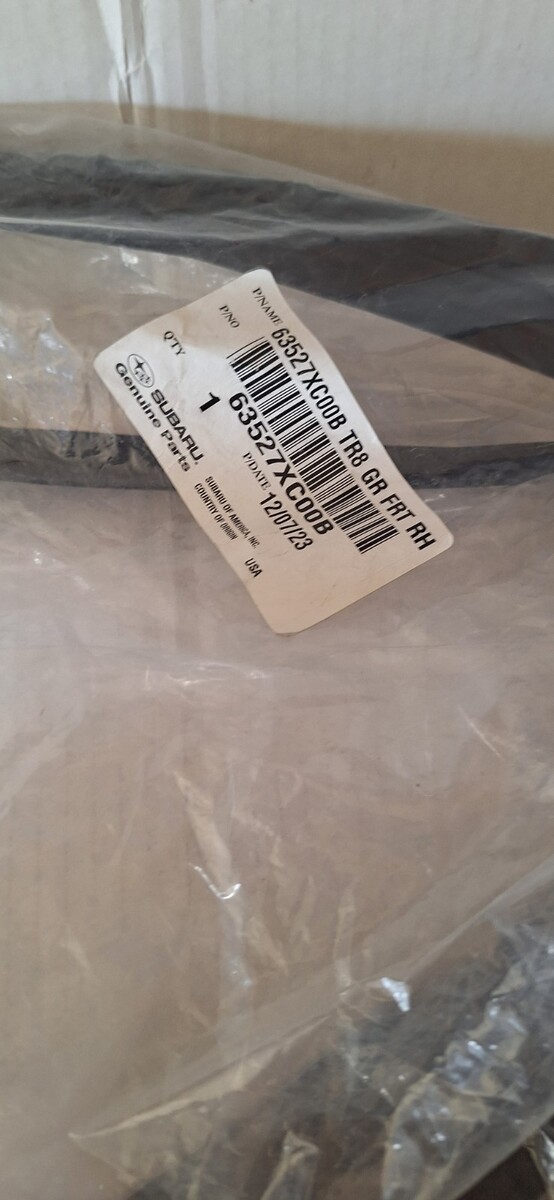 P/NAME 63527XC00B TR8 GR FRT RH
P/NO
63527XC00B
QTY 1
P/DATE 12/07/23
SUBARU.
Genuine Parts
SUBARU OF AMERICA, INC.
COUNTRY OF ORIGIN USA